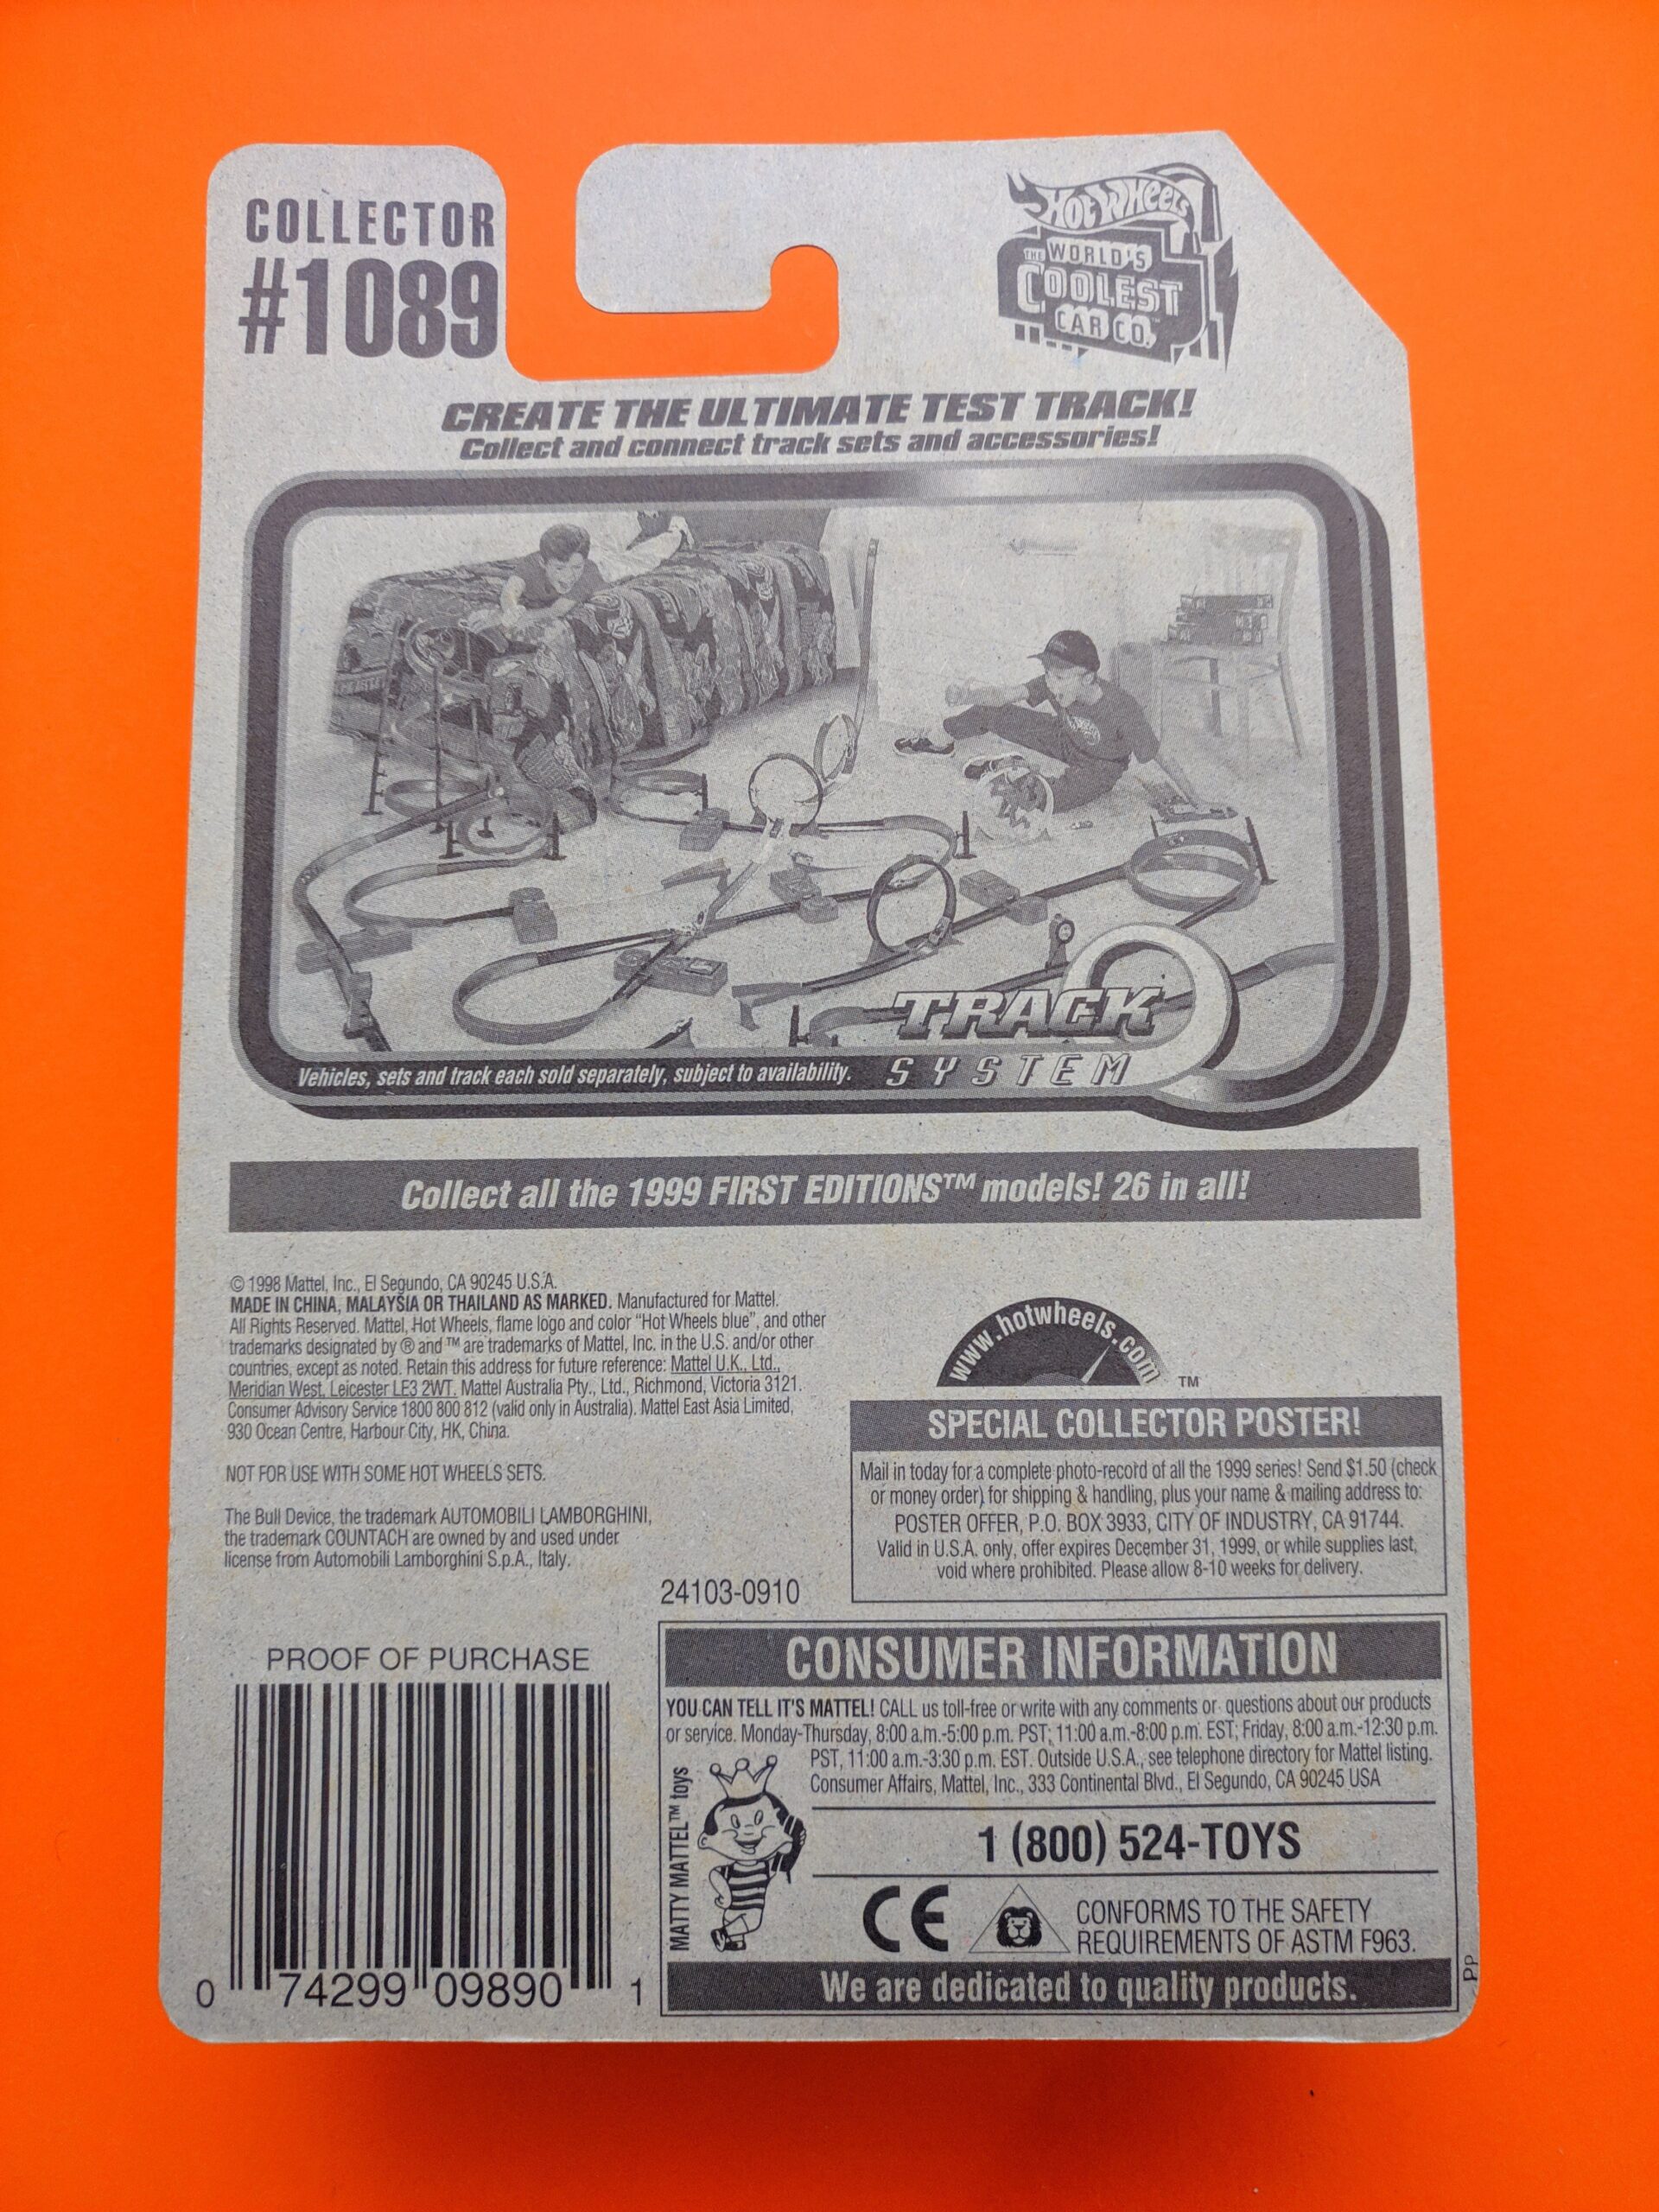 COLLECTOR
#1089
HOT WHEELS
THE WORLD'S
COOLEST
CAR CO.™
CREATE THE ULTIMATE TEST TRACK!
Collect and connect track sets and accessories!
TRACK
SYSTEM
Vehicles, sets and track each sold separately, subject to availability.
Collect all the 1999 FIRST EDITIONS™ models! 26 in all!
© 1998 Mattel, Inc., El Segundo, CA 90245 U.S.A.
MADE IN CHINA, MALAYSIA OR THAILAND AS MARKED. Manufactured for Mattel.
All Rights Reserved. Mattel, Hot Wheels, flame logo and color “Hot Wheels blue”, and other
trademarks designated by ® and ™ are trademarks of Mattel, Inc. in the U.S. and/or other
countries, except as noted. Retain this address for future reference: Mattel U.K., Ltd.,
Meridian West, Leicester LE3 2WT. Mattel Australia Pty., Ltd., Richmond, Victoria 3121.
Consumer Advisory Service 1800 800 812 (valid only in Australia). Mattel East Asia Limited,
930 Ocean Centre, Harbour City, HK, China.
NOT FOR USE WITH SOME HOT WHEELS SETS.
The Bull Device, the trademark AUTOMOBILI LAMBORGHINI,
the trademark COUNTACH are owned by and used under
license from Automobili Lamborghini S.p.A., Italy.
24103-0910
www.hotwheels.com
™
SPECIAL COLLECTOR POSTER!
Mail in today for a complete photo-record of all the 1999 series! Send $1.50 (check
or money order) for shipping & handling, plus your name & mailing address to:
POSTER OFFER, P.O. BOX 3933, CITY OF INDUSTRY, CA 91744.
Valid in U.S.A. only, offer expires December 31, 1999, or while supplies last,
void where prohibited. Please allow 8-10 weeks for delivery.
PROOF OF PURCHASE
0 74299 09890 1
CONSUMER INFORMATION
YOU CAN TELL IT'S MATTEL! CALL us toll-free or write with any comments or questions about our products
or service. Monday-Thursday, 8:00 a.m.-5:00 p.m. PST; 11:00 a.m.-8:00 p.m. EST; Friday, 8:00 a.m.-12:30 p.m.
PST, 11:00 a.m.-3:30 p.m. EST. Outside U.S.A., see telephone directory for Mattel listing.
Consumer Affairs, Mattel, Inc., 333 Continental Blvd., El Segundo, CA 90245 USA
MATTY MATTEL™ toys
1 (800) 524-TOYS
CE
CONFORMS TO THE SAFETY
REQUIREMENTS OF ASTM F963.
We are dedicated to quality products.
PP